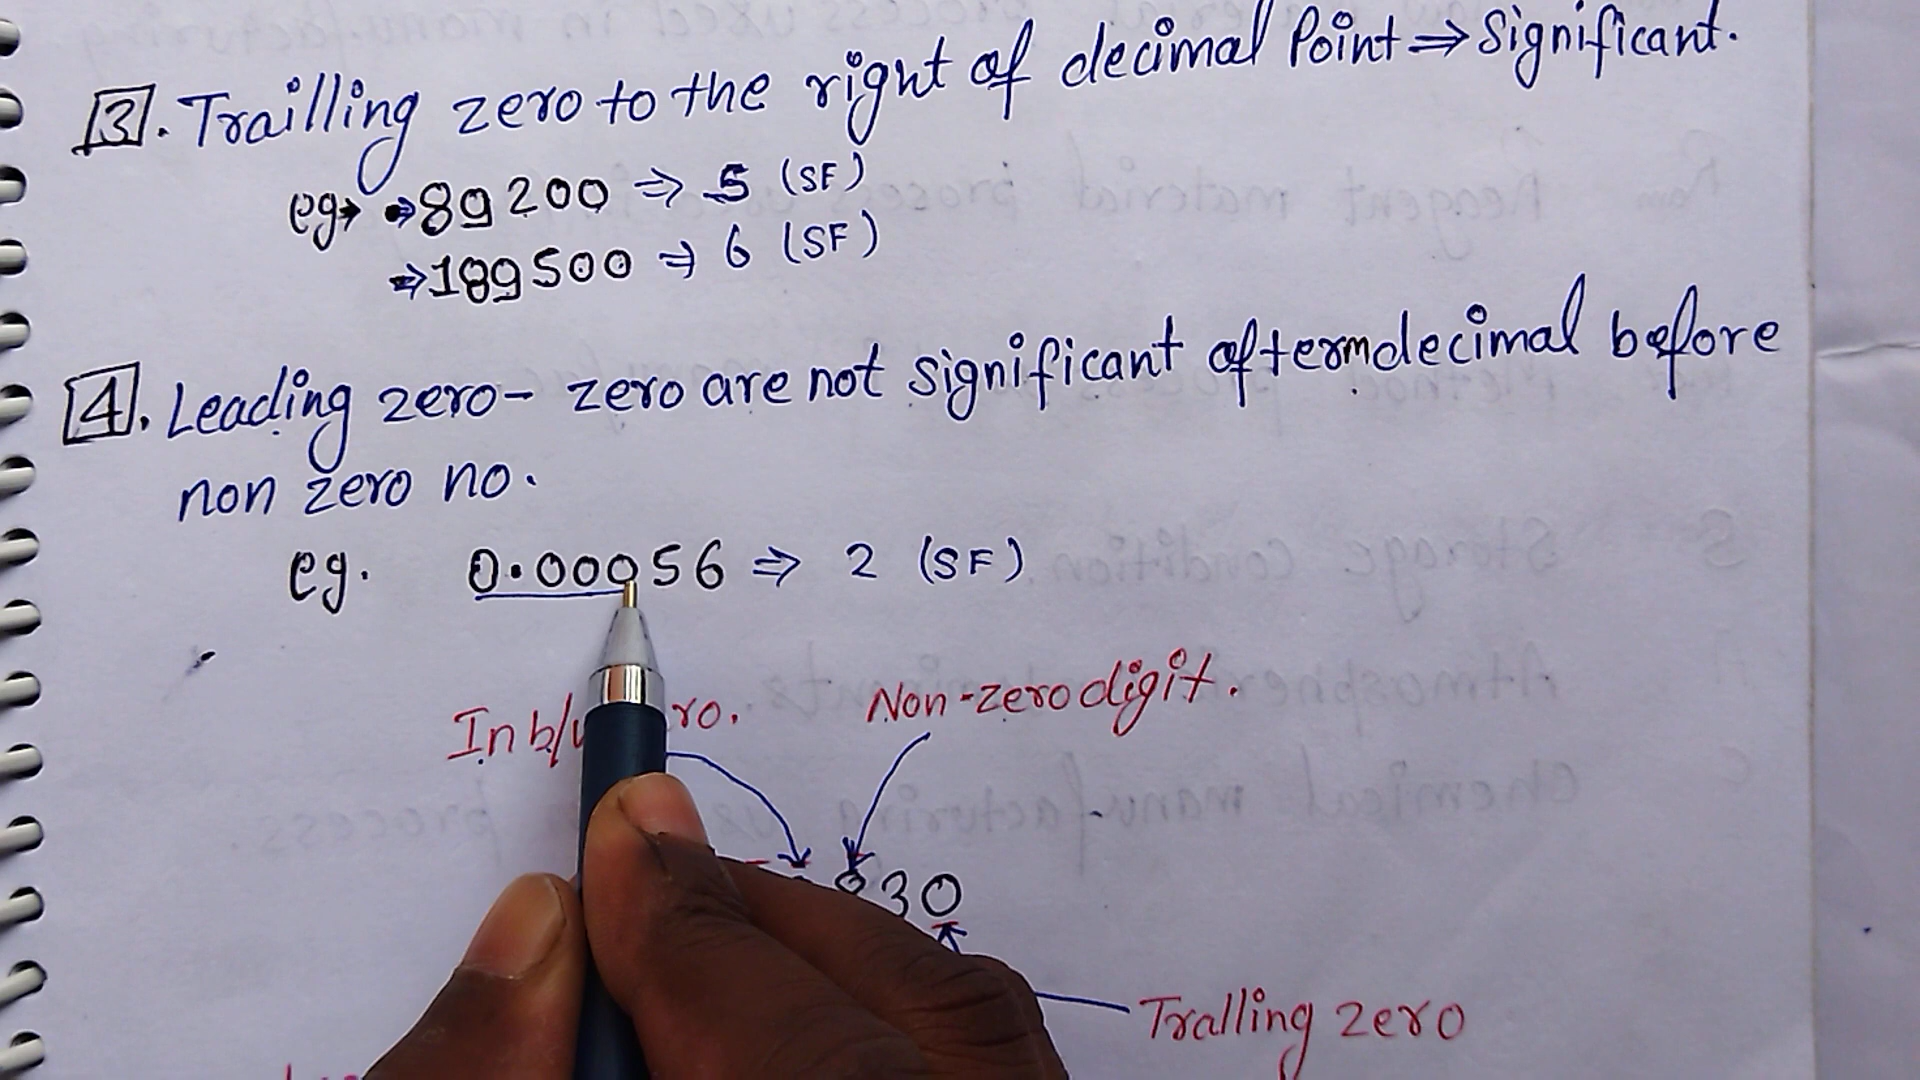 3. Trailling zero to the right of decimal Point ⇒ Significant.
eg→ ⇒ 89200 ⇒ 5 (SF)
⇒ 189500 ⇒ 6 (SF)
4. Leading zero - zero are not significant after decimal before
non zero no.
eg. 0.00056 ⇒ 2 (SF)
In b/ ro. Non-zero digit.
30
Tralling zero